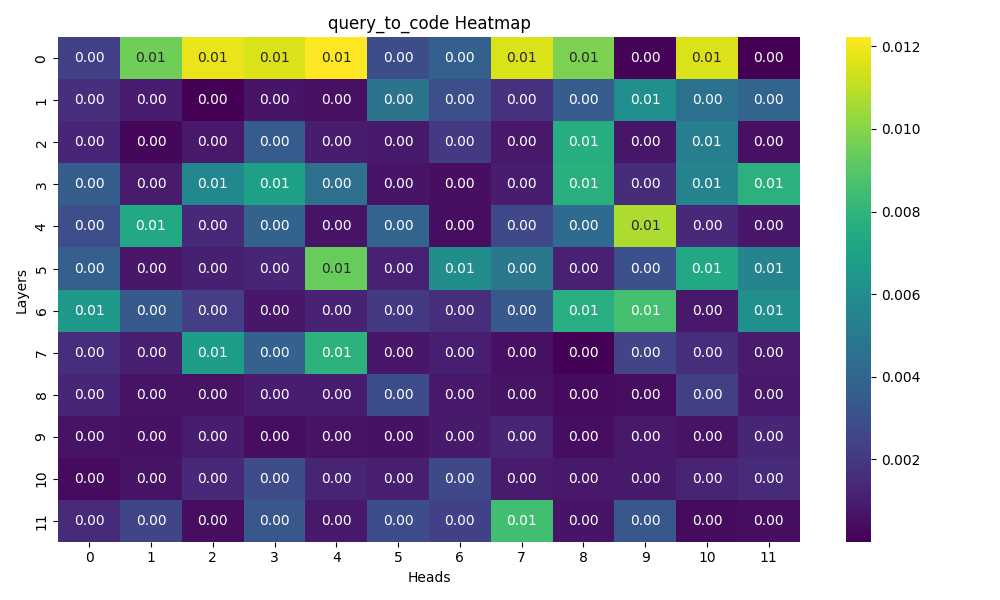 query_to_code Heatmap
0 0.00 0.01 0.01 0.01 0.01 0.00 0.00 0.01 0.01 0.00 0.01 0.00
1 0.00 0.00 0.00 0.00 0.00 0.00 0.00 0.00 0.00 0.01 0.00 0.00
2 0.00 0.00 0.00 0.00 0.00 0.00 0.00 0.00 0.01 0.00 0.01 0.00
3 0.00 0.00 0.01 0.01 0.00 0.00 0.00 0.00 0.01 0.00 0.01 0.01
4 0.00 0.01 0.00 0.00 0.00 0.00 0.00 0.00 0.00 0.01 0.00 0.00
5 0.00 0.00 0.00 0.00 0.01 0.00 0.01 0.00 0.00 0.00 0.01 0.01
6 0.01 0.00 0.00 0.00 0.00 0.00 0.00 0.00 0.01 0.01 0.00 0.01
7 0.00 0.00 0.01 0.00 0.01 0.00 0.00 0.00 0.00 0.00 0.00 0.00
8 0.00 0.00 0.00 0.00 0.00 0.00 0.00 0.00 0.00 0.00 0.00 0.00
9 0.00 0.00 0.00 0.00 0.00 0.00 0.00 0.00 0.00 0.00 0.00 0.00
10 0.00 0.00 0.00 0.00 0.00 0.00 0.00 0.00 0.00 0.00 0.00 0.00
11 0.00 0.00 0.00 0.00 0.00 0.00 0.00 0.01 0.00 0.00 0.00 0.00
0 1 2 3 4 5 6 7 8 9 10 11
Heads
Layers
0.012
0.010
0.008
0.006
0.004
0.002